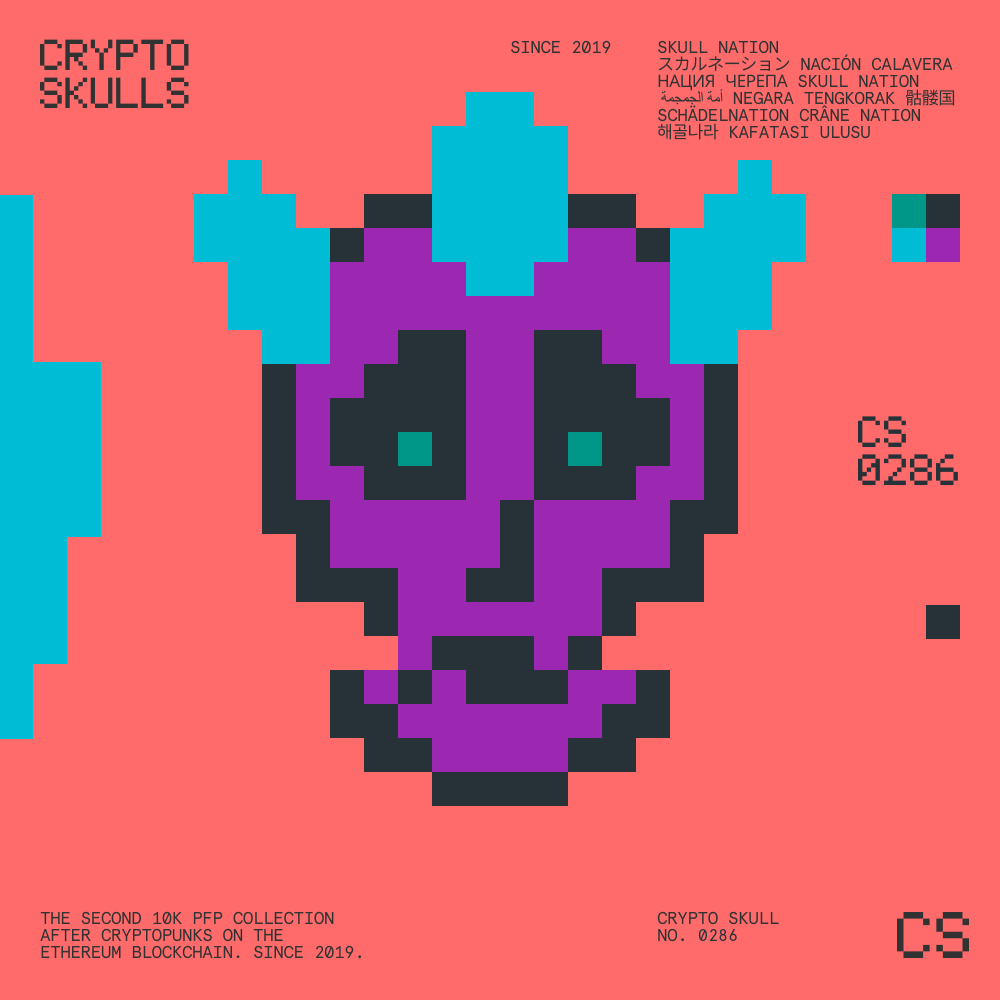 CRYPTO
SKULLS
SINCE 2019
SKULL NATION
スカルネーション NACIÓN CALAVERA
НАЦИЯ ЧЕРЕПА SKULL NATION
أمة الجمجمة NEGARA TENGKORAK 骷髅国
SCHÄDELNATION CRÂNE NATION
해골나라 KAFATASI ULUSU
CS
0286
THE SECOND 10K PFP COLLECTION
AFTER CRYPTOPUNKS ON THE
ETHEREUM BLOCKCHAIN. SINCE 2019.
CRYPTO SKULL
NO. 0286
CS